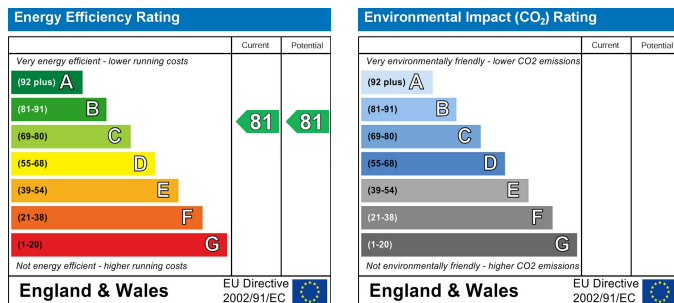 Energy Efficiency Rating
Current Potential
Very energy efficient - lower running costs
(92 plus) A
(81-91) B
81 81
(69-80) C
(55-68) D
(39-54) E
(21-38) F
(1-20) G
Not energy efficient - higher running costs
England & Wales
EU Directive
2002/91/EC
Environmental Impact (CO₂) Rating
Current Potential
Very environmentally friendly - lower CO2 emissions
(92 plus) A
(81-91) B
(69-80) C
(55-68) D
(39-54) E
(21-38) F
(1-20) G
Not environmentally friendly - higher CO2 emissions
England & Wales
EU Directive
2002/91/EC